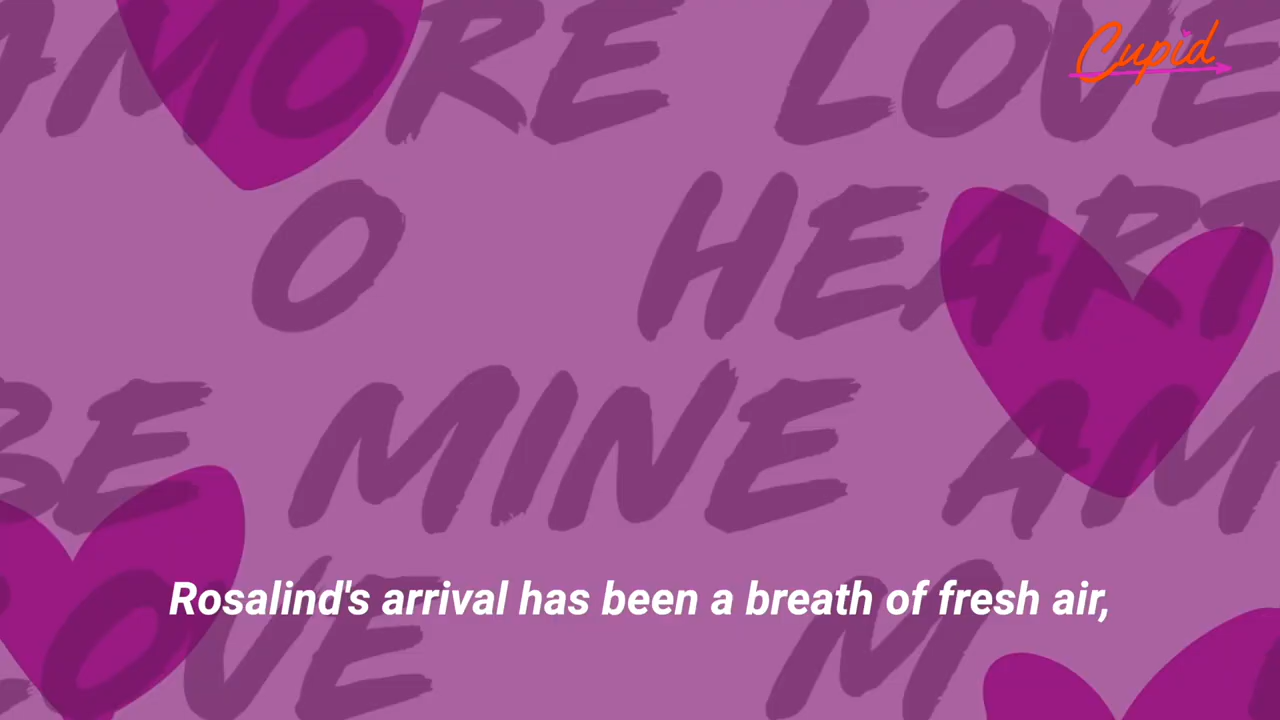 AMORE LOVE
Cupid
O HEART
BE MINE AM
Rosalind's arrival has been a breath of fresh air,
LOVE M